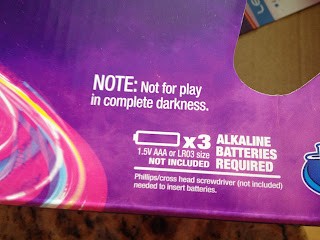 NOTE: Not for play
in complete darkness.
x3 ALKALINE
BATTERIES
REQUIRED
1.5V AAA or LR03 size
NOT INCLUDED
Phillips/cross head screwdriver (not included)
needed to insert batteries.